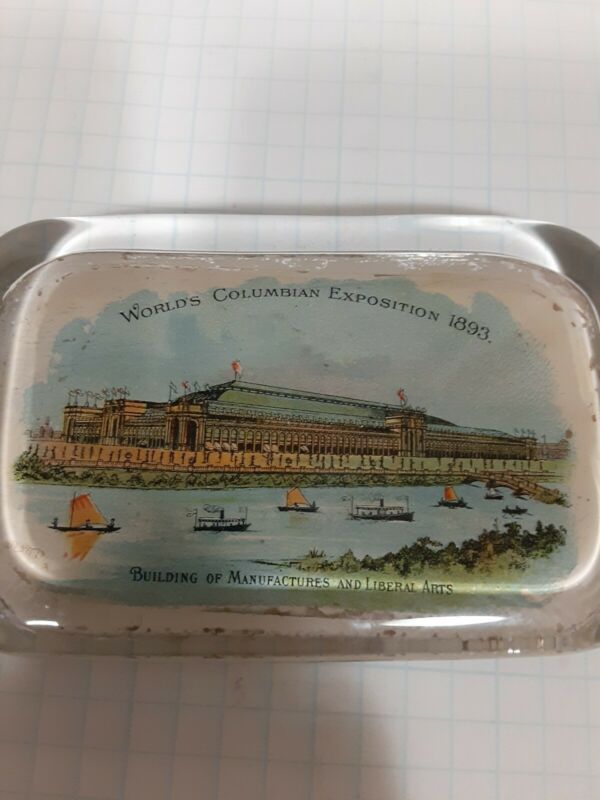 World's Columbian Exposition 1893.
Building of Manufactures and Liberal Arts